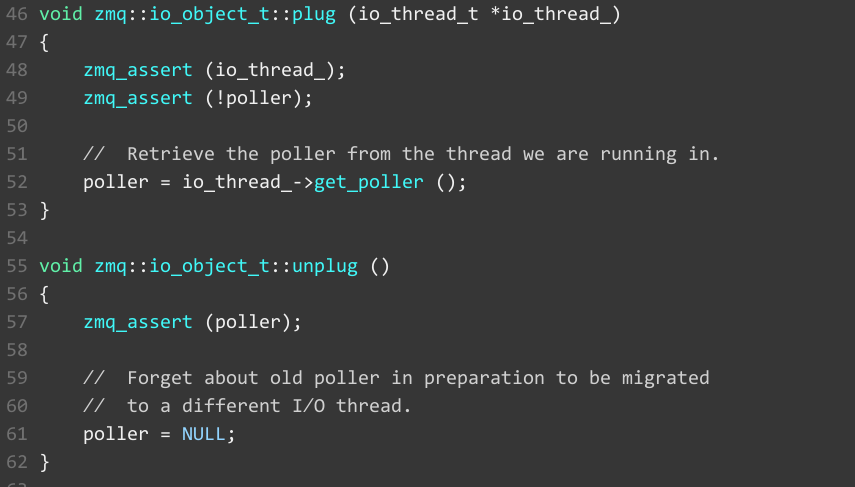 46 void zmq::io_object_t::plug (io_thread_t *io_thread_)
47 {
48     zmq_assert (io_thread_);
49     zmq_assert (!poller);
50
51     //  Retrieve the poller from the thread we are running in.
52     poller = io_thread_->get_poller ();
53 }
54
55 void zmq::io_object_t::unplug ()
56 {
57     zmq_assert (poller);
58
59     //  Forget about old poller in preparation to be migrated
60     //  to a different I/O thread.
61     poller = NULL;
62 }